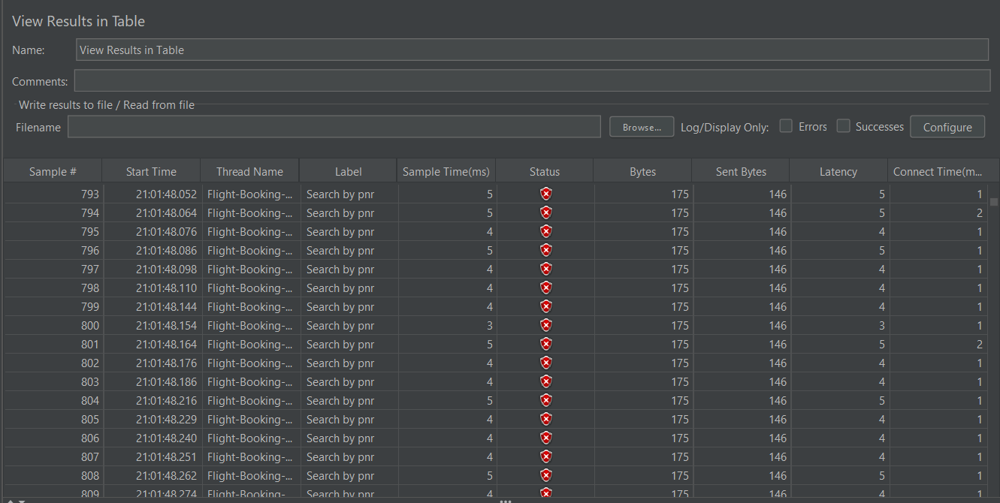 View Results in Table
Name: View Results in Table
Comments:
Write results to file / Read from file
Filename Browse... Log/Display Only: Errors Successes Configure
Sample # Start Time Thread Name Label Sample Time(ms) Status Bytes Sent Bytes Latency Connect Time(m...
793 21:01:48.052 Flight-Booking-... Search by pnr 5 175 146 5 1
794 21:01:48.064 Flight-Booking-... Search by pnr 5 175 146 5 2
795 21:01:48.076 Flight-Booking-... Search by pnr 4 175 146 4 1
796 21:01:48.086 Flight-Booking-... Search by pnr 5 175 146 5 1
797 21:01:48.098 Flight-Booking-... Search by pnr 4 175 146 4 1
798 21:01:48.110 Flight-Booking-... Search by pnr 4 175 146 4 1
799 21:01:48.144 Flight-Booking-... Search by pnr 4 175 146 4 1
800 21:01:48.154 Flight-Booking-... Search by pnr 3 175 146 3 1
801 21:01:48.164 Flight-Booking-... Search by pnr 5 175 146 5 2
802 21:01:48.176 Flight-Booking-... Search by pnr 4 175 146 4 1
803 21:01:48.186 Flight-Booking-... Search by pnr 4 175 146 4 1
804 21:01:48.216 Flight-Booking-... Search by pnr 5 175 146 5 1
805 21:01:48.229 Flight-Booking-... Search by pnr 4 175 146 4 1
806 21:01:48.240 Flight-Booking-... Search by pnr 4 175 146 4 1
807 21:01:48.251 Flight-Booking-... Search by pnr 4 175 146 4 1
808 21:01:48.262 Flight-Booking-... Search by pnr 5 175 146 5 1
809 21:01:48.274 Flight-Booking-... Search by pnr 4 175 146 4 1